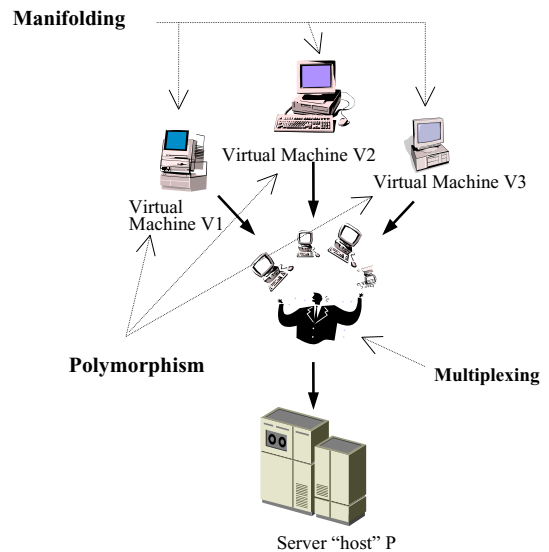 Manifolding
Virtual Machine V2
Virtual Machine V3
Virtual
Machine V1
Polymorphism
Multiplexing
Server “host” P